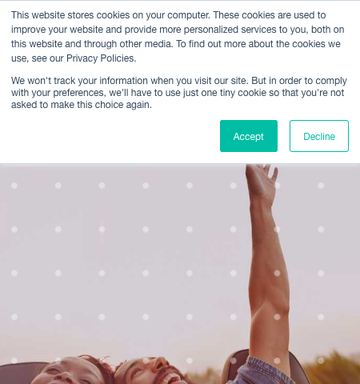 This website stores cookies on your computer. These cookies are used to
improve your website and provide more personalized services to you, both on
this website and through other media. To find out more about the cookies we
use, see our Privacy Policies.
We won't track your information when you visit our site. But in order to comply
with your preferences, we'll have to use just one tiny cookie so that you're not
asked to make this choice again.
Accept
Decline